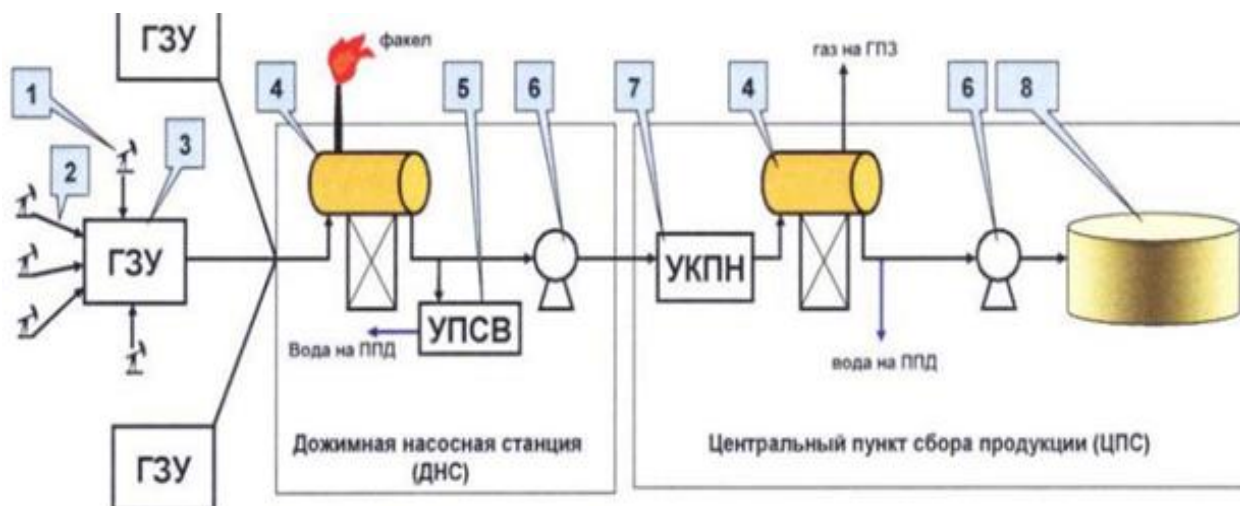 ГЗУ
факел
газ на ГПЗ
1
4
5
6
7
4
6
8
2
3
ГЗУ
УКПН
УПСВ
Вода на ППД
вода на ППД
Дожимная насосная станция
(ДНС)
Центральный пункт сбора продукции (ЦПС)
ГЗУ